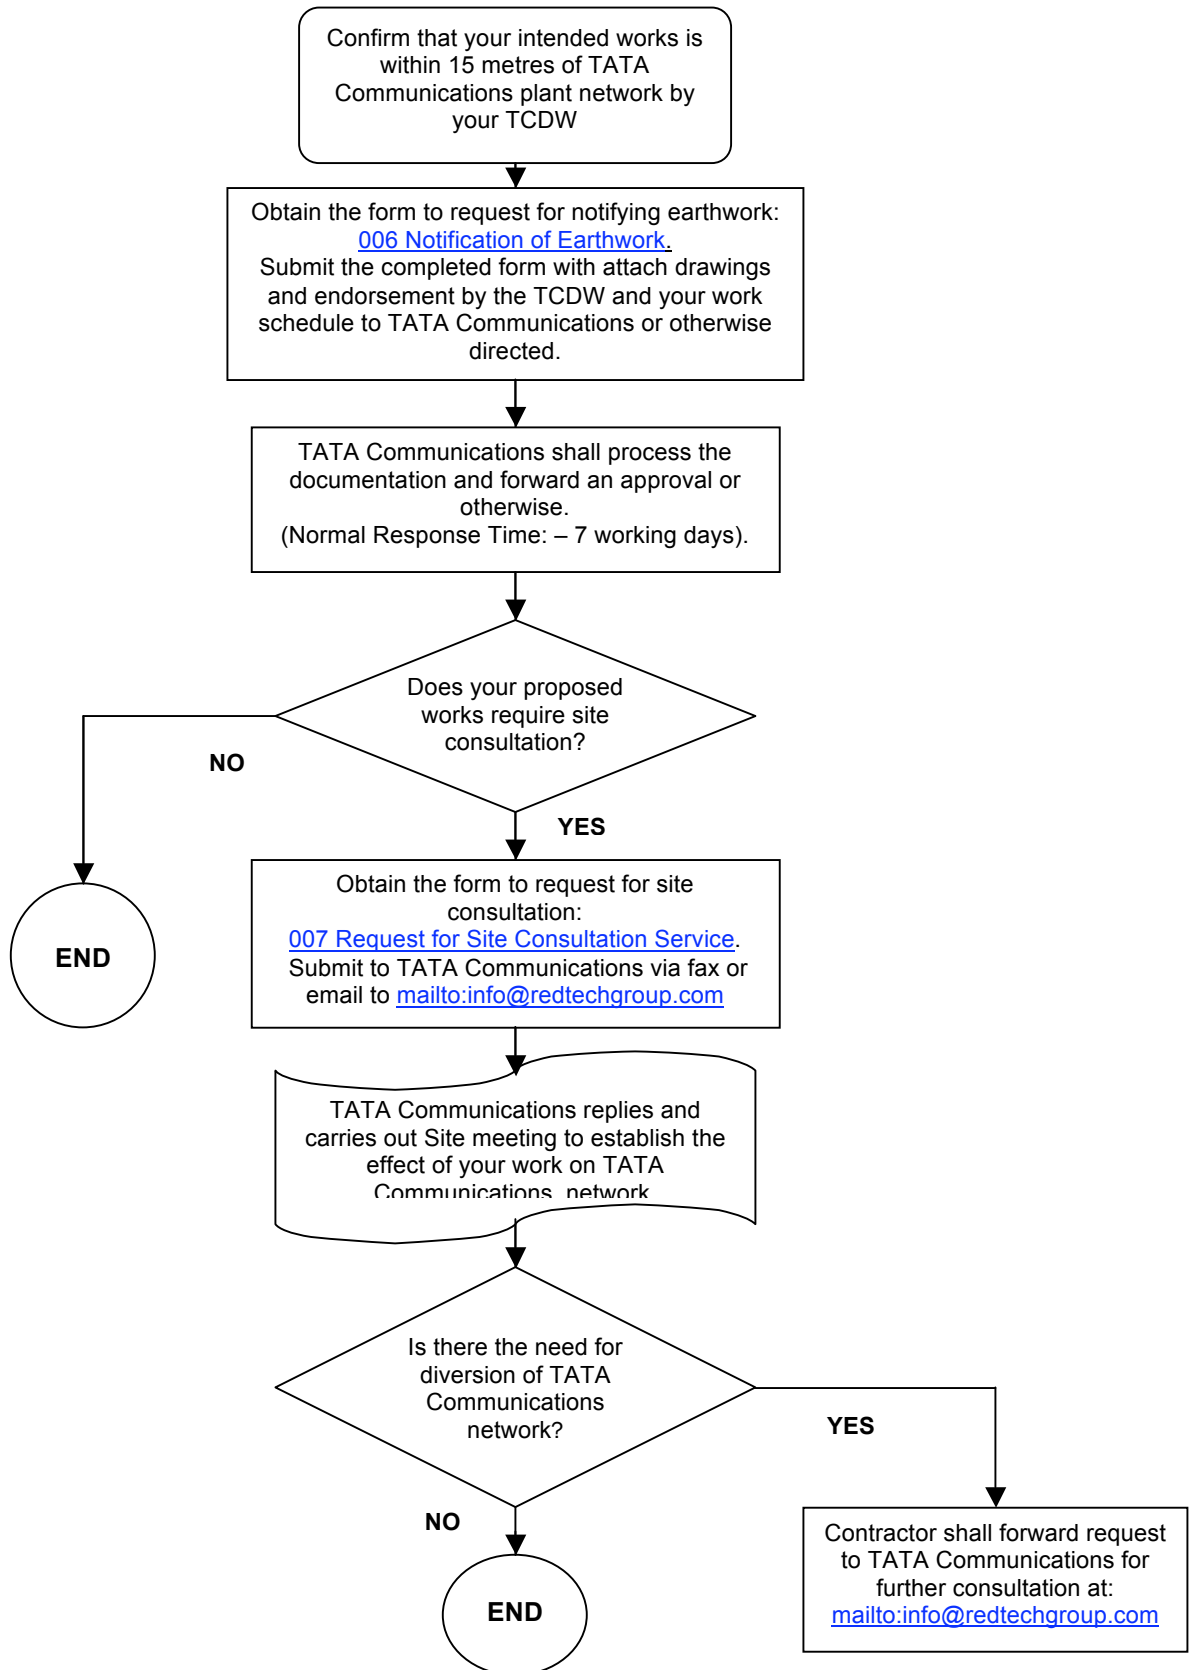 Confirm that your intended works is
within 15 metres of TATA
Communications plant network by
your TCDW
Obtain the form to request for notifying earthwork:
006 Notification of Earthwork.
Submit the completed form with attach drawings
and endorsement by the TCDW and your work
schedule to TATA Communications or otherwise
directed.
TATA Communications shall process the
documentation and forward an approval or
otherwise.
(Normal Response Time: – 7 working days).
Does your proposed
works require site
consultation?
NO
YES
END
Obtain the form to request for site
consultation:
007 Request for Site Consultation Service.
Submit to TATA Communications via fax or
email to mailto:info@redtechgroup.com
TATA Communications replies and
carries out Site meeting to establish the
effect of your work on TATA
Communications network
Is there the need for
diversion of TATA
Communications
network?
YES
NO
END
Contractor shall forward request
to TATA Communications for
further consultation at:
mailto:info@redtechgroup.com